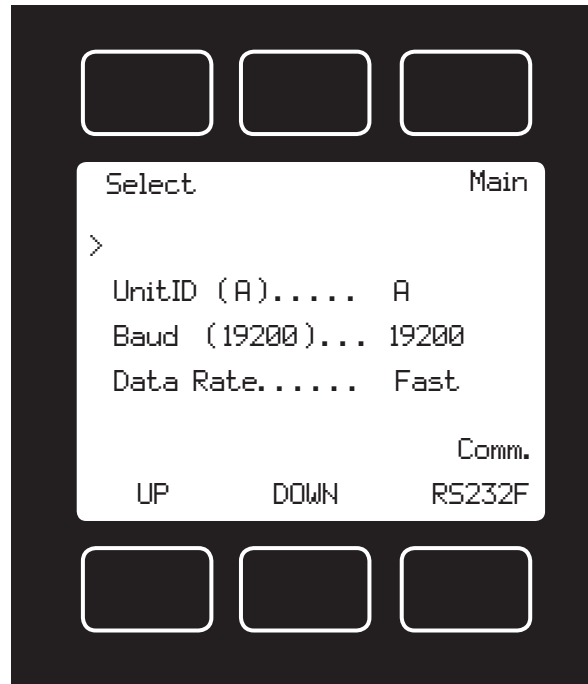 Select Main
>
UnitID (A)..... A
Baud (19200)... 19200
Data Rate...... Fast
Comm.
UP DOWN RS232F